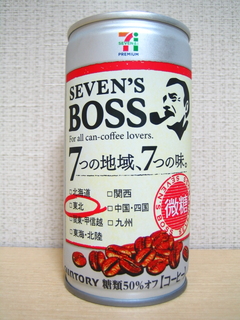 7
SEVEN & i
PREMIUM
SEVEN'S
BOSS
For all can-coffee lovers.
7つの地域、7つの味。
□北海道 □関西
□東北 □中国・四国
□関東・甲信越 □九州
□東海・北陸
微糖
SUNTORY 糖類50%オフ【コーヒー】